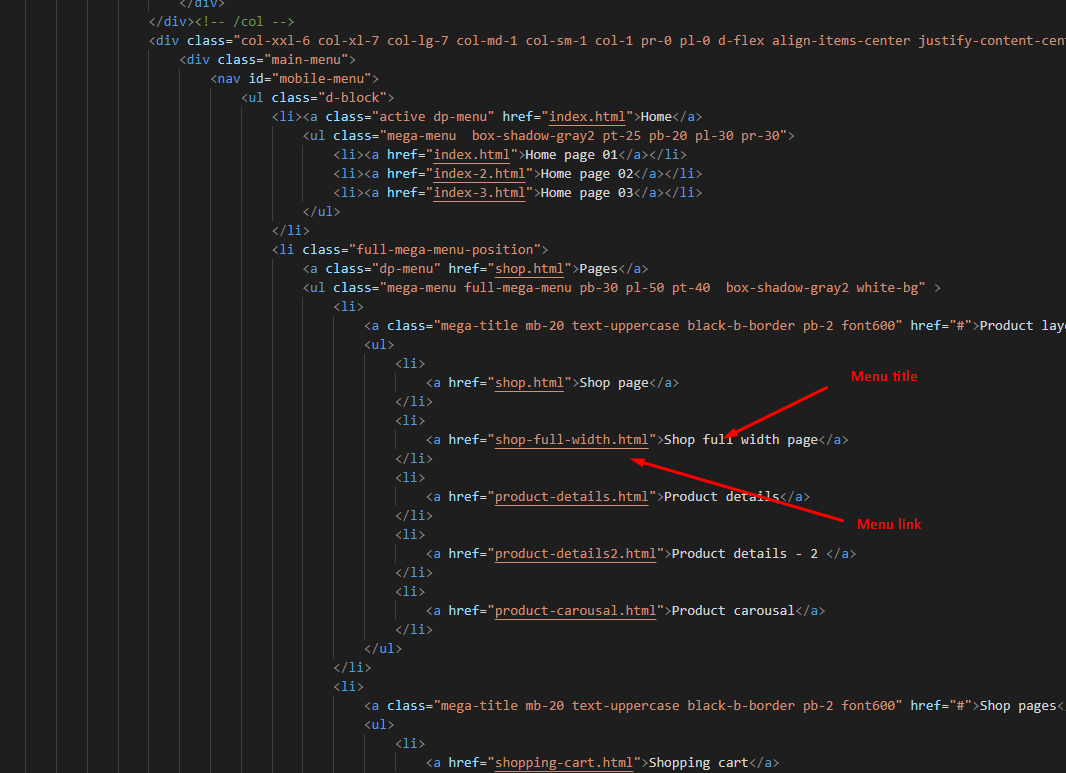 </div>
</div><!-- /col -->
<div class="col-xxl-6 col-xl-7 col-lg-7 col-md-1 col-sm-1 col-1 pr-0 pl-0 d-flex align-items-center justify-content-cen
<div class="main-menu">
<nav id="mobile-menu">
<ul class="d-block">
<li><a class="active dp-menu" href="index.html">Home</a>
<ul class="mega-menu  box-shadow-gray2 pt-25 pb-20 pl-30 pr-30">
<li><a href="index.html">Home page 01</a></li>
<li><a href="index-2.html">Home page 02</a></li>
<li><a href="index-3.html">Home page 03</a></li>
</ul>
</li>
<li class="full-mega-menu-position">
<a class="dp-menu" href="shop.html">Pages</a>
<ul class="mega-menu full-mega-menu pb-30 pl-50 pt-40  box-shadow-gray2 white-bg" >
<li>
<a class="mega-title mb-20 text-uppercase black-b-border pb-2 font600" href="#">Product lay
<ul>
<li>
<a href="shop.html">Shop page</a>
Menu title
</li>
<li>
<a href="shop-full-width.html">Shop full width page</a>
</li>
<li>
<a href="product-details.html">Product details</a>
</li>
Menu link
<li>
<a href="product-details2.html">Product details - 2 </a>
</li>
<li>
<a href="product-carousal.html">Product carousal</a>
</li>
</ul>
</li>
<li>
<a class="mega-title mb-20 text-uppercase black-b-border pb-2 font600" href="#">Shop pages<
<ul>
<li>
<a href="shopping-cart.html">Shopping cart</a>